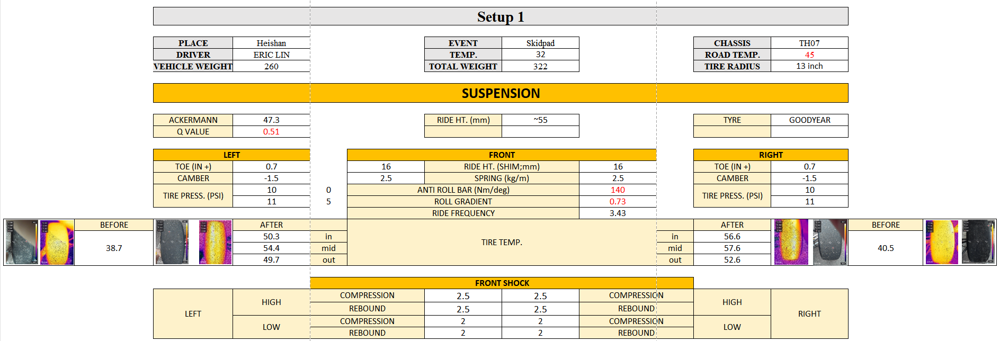 Setup 1
PLACE Heishan EVENT Skidpad CHASSIS TH07
DRIVER ERIC LIN TEMP. 32 ROAD TEMP. 45
VEHICLE WEIGHT 260 TOTAL WEIGHT 322 TIRE RADIUS 13 inch
SUSPENSION
ACKERMANN 47.3 RIDE HT. (mm) ~55 TYRE GOODYEAR
Q VALUE 0.51
LEFT FRONT RIGHT
TOE (IN +) 0.7 16 RIDE HT. (SHIM;mm) 16 TOE (IN +) 0.7
CAMBER -1.5 2.5 SPRING (kg/m) 2.5 CAMBER -1.5
TIRE PRESS. (PSI) 10 0 ANTI ROLL BAR (Nm/deg) 140 TIRE PRESS. (PSI) 10
11 5 ROLL GRADIENT 0.73 11
RIDE FREQUENCY 3.43
BEFORE AFTER AFTER BEFORE
50.3 in in 56.6
38.7 54.4 mid TIRE TEMP. mid 57.6 40.5
49.7 out out 52.6
FRONT SHOCK
LEFT HIGH COMPRESSION 2.5 2.5 COMPRESSION HIGH RIGHT
REBOUND 2.5 2.5 REBOUND
LOW COMPRESSION 2 2 COMPRESSION LOW
REBOUND 2 2 REBOUND